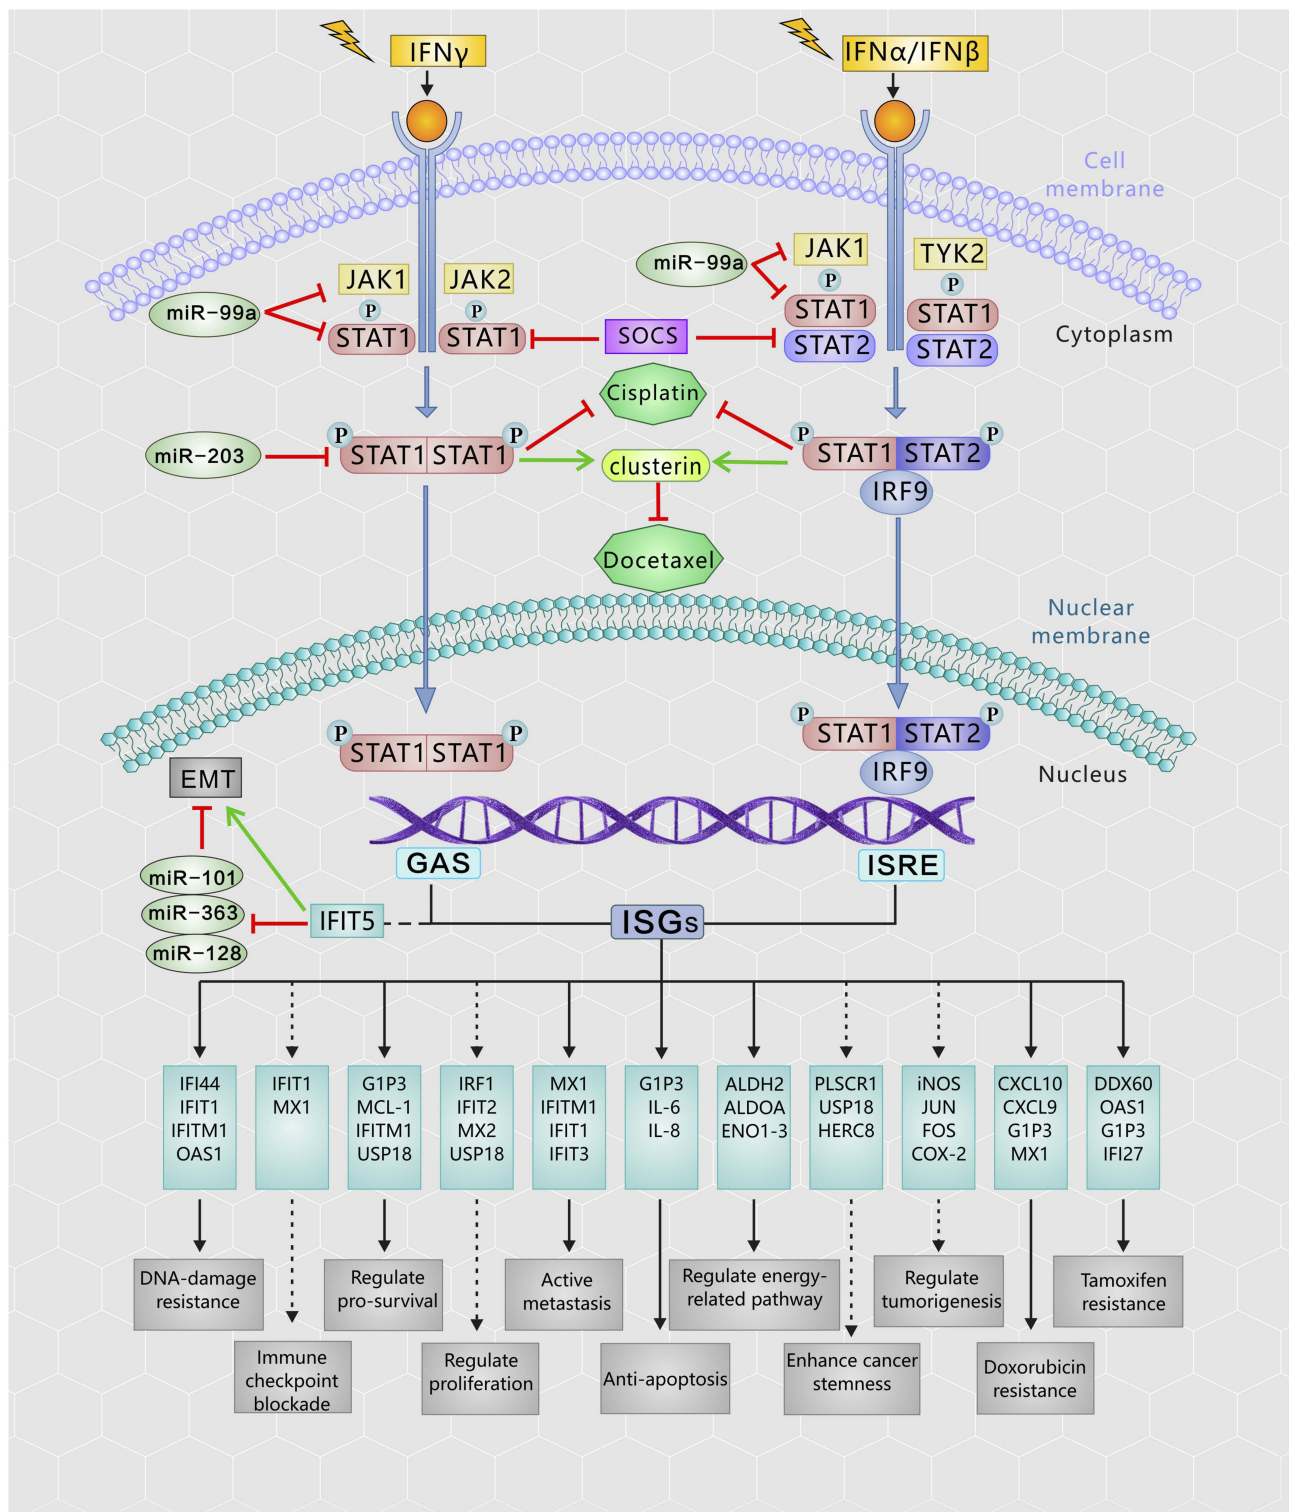 IFNγ
IFNα/IFNβ
Cell
membrane
miR-99a
JAK1
TYK2
P
P
STAT1
STAT1
STAT2
STAT2
Cytoplasm
miR-99a
JAK1
JAK2
P
P
STAT1
STAT1
SOCS
Cisplatin
miR-203
P
P
STAT1 STAT1
clusterin
P
P
STAT1 STAT2
IRF9
Docetaxel
Nuclear
membrane
P
P
STAT1 STAT1
P
P
STAT1 STAT2
IRF9
Nucleus
EMT
GAS
ISRE
miR-101
miR-363
miR-128
IFIT5
ISGs
IFI44
IFIT1
IFITM1
OAS1
IFIT1
MX1
G1P3
MCL-1
IFITM1
USP18
IRF1
IFIT2
MX2
USP18
MX1
IFITM1
IFIT1
IFIT3
G1P3
IL-6
IL-8
ALDH2
ALDOA
ENO1-3
PLSCR1
USP18
HERC8
iNOS
JUN
FOS
COX-2
CXCL10
CXCL9
G1P3
MX1
DDX60
OAS1
G1P3
IFI27
DNA-damage
resistance
Immune
checkpoint
blockade
Regulate
pro-survival
Regulate
proliferation
Active
metastasis
Anti-apoptosis
Regulate energy-
related pathway
Enhance cancer
stemness
Regulate
tumorigenesis
Doxorubicin
resistance
Tamoxifen
resistance